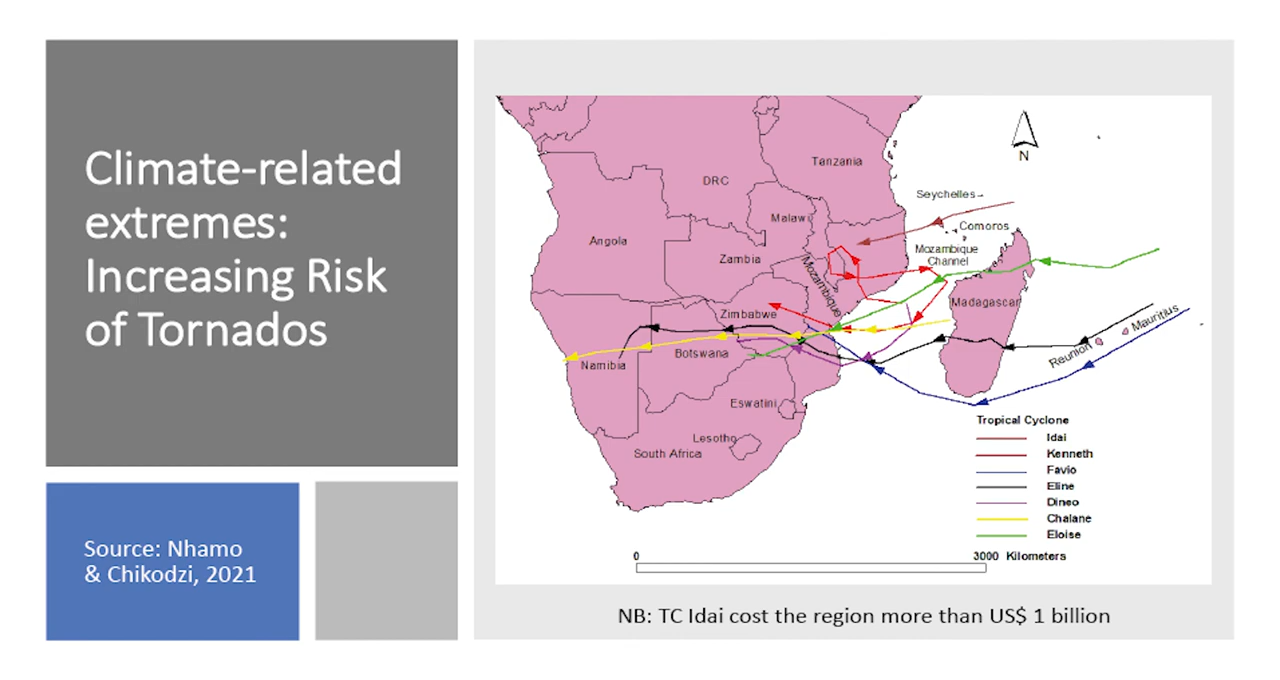 Climate-related
extremes:
Increasing Risk
of Tornados
Source: Nhamo
& Chikodzi, 2021
N
Tanzania
DRC
Seychelles
Malawi
Comoros
Angola
Mozambique
Channel
Zambia
Mozambique
Madagascar
Zimbabwe
Mauritius
Botswana
Reunion
Namibia
Eswatini
Lesotho
South Africa
Tropical Cyclone
Idai
Kenneth
Favio
Eline
Dineo
Chalane
Eloise
0
3000 Kilometers
NB: TC Idai cost the region more than US$ 1 billion